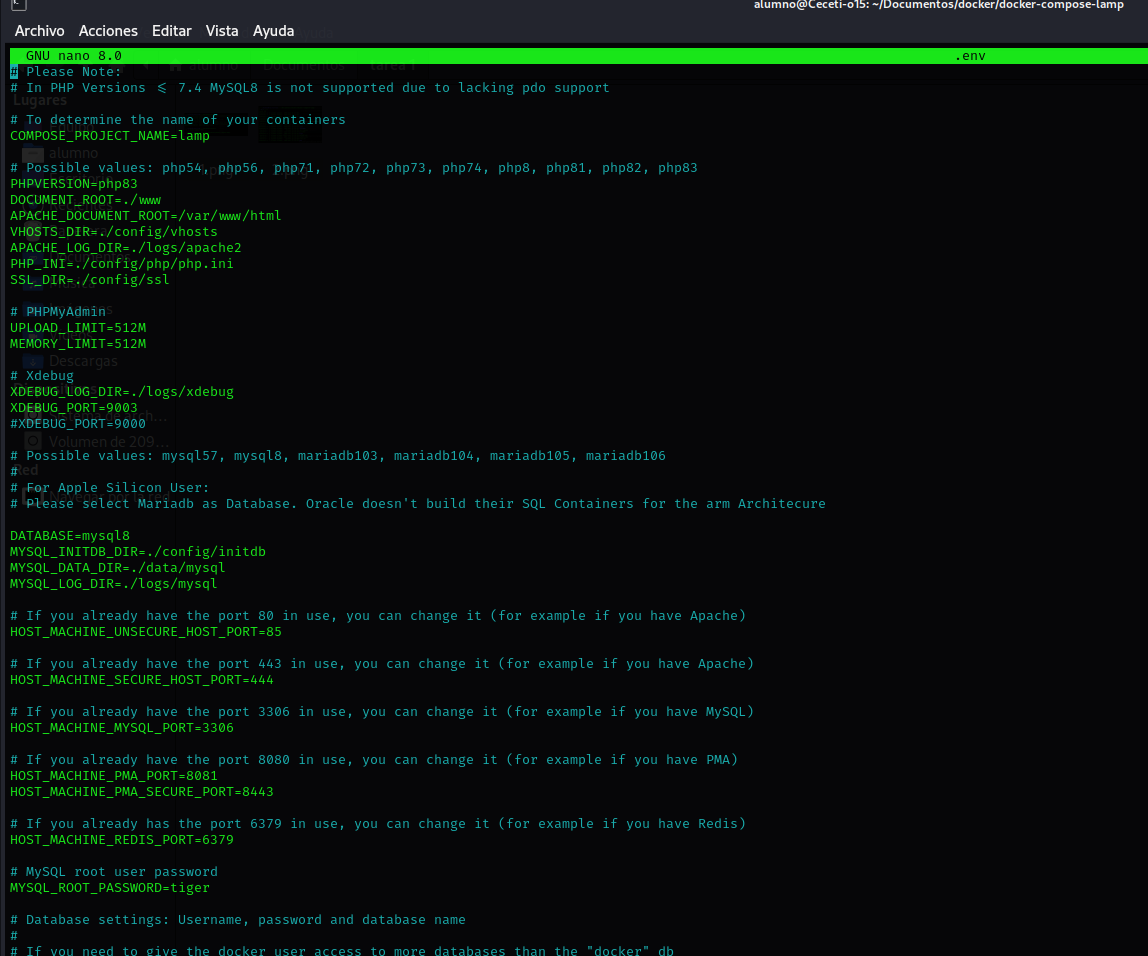 alumno@Ceceti-o15: ~/Documentos/docker/docker-compose-lamp
Archivo Acciones Editar Vista Ayuda
GNU nano 8.0 .env
# Please Note:
# In PHP Versions <= 7.4 MySQL8 is not supported due to lacking pdo support
Lugares
# To determine the name of your containers
COMPOSE_PROJECT_NAME=lamp
alumno
# Possible values: php54, php56, php71, php72, php73, php74, php8, php81, php82, php83
PHPVERSION=php83
DOCUMENT_ROOT=./www
APACHE_DOCUMENT_ROOT=/var/www/html
VHOSTS_DIR=./config/vhosts
APACHE_LOG_DIR=./logs/apache2
PHP_INI=./config/php/php.ini
SSL_DIR=./config/ssl
# PHPMyAdmin
UPLOAD_LIMIT=512M
MEMORY_LIMIT=512M
Descargas
# Xdebug
XDEBUG_LOG_DIR=./logs/xdebug
XDEBUG_PORT=9003
#XDEBUG_PORT=9000
Volumen de 209...
# Possible values: mysql57, mysql8, mariadb103, mariadb104, mariadb105, mariadb106
#
Red
# For Apple Silicon User:
# Please select Mariadb as Database. Oracle doesn't build their SQL Containers for the arm Architecure
DATABASE=mysql8
MYSQL_INITDB_DIR=./config/initdb
MYSQL_DATA_DIR=./data/mysql
MYSQL_LOG_DIR=./logs/mysql
# If you already have the port 80 in use, you can change it (for example if you have Apache)
HOST_MACHINE_UNSECURE_HOST_PORT=85
# If you already have the port 443 in use, you can change it (for example if you have Apache)
HOST_MACHINE_SECURE_HOST_PORT=444
# If you already have the port 3306 in use, you can change it (for example if you have MySQL)
HOST_MACHINE_MYSQL_PORT=3306
# If you already have the port 8080 in use, you can change it (for example if you have PMA)
HOST_MACHINE_PMA_PORT=8081
HOST_MACHINE_PMA_SECURE_PORT=8443
# If you already has the port 6379 in use, you can change it (for example if you have Redis)
HOST_MACHINE_REDIS_PORT=6379
# MySQL root user password
MYSQL_ROOT_PASSWORD=tiger
# Database settings: Username, password and database name
#
# If you need to give the docker user access to more databases than the "docker" db